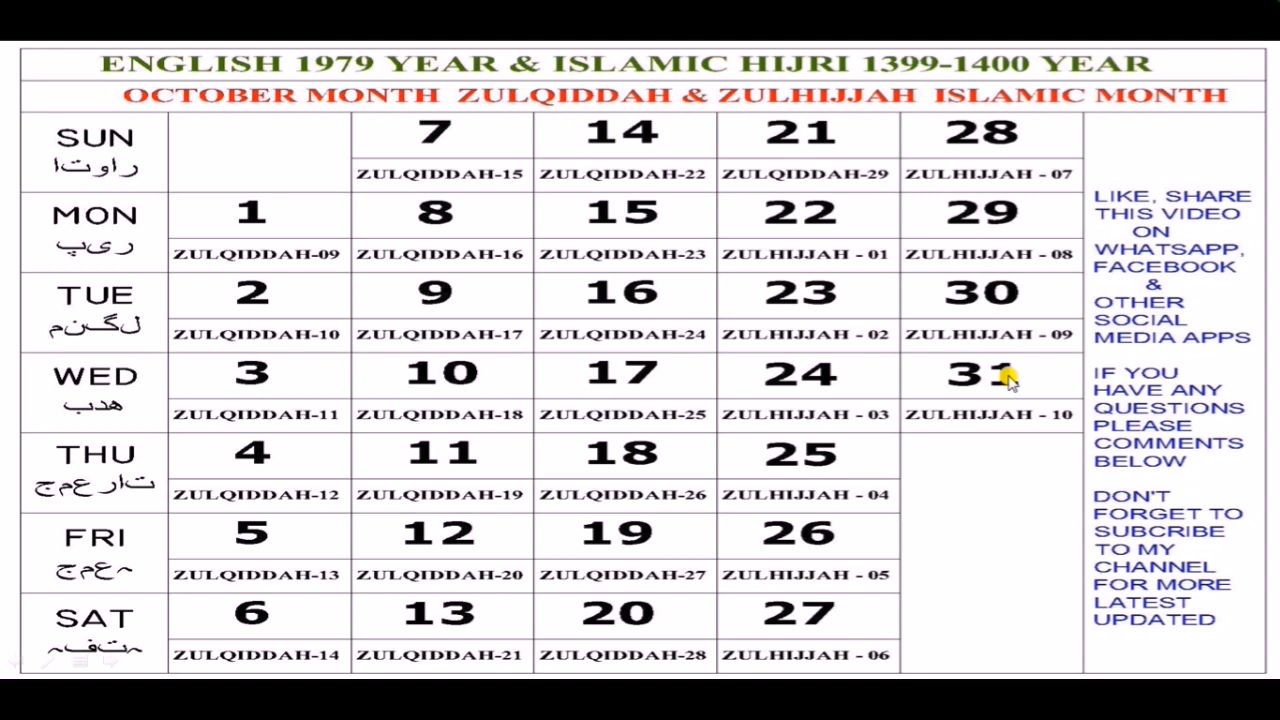 ENGLISH 1979 YEAR & ISLAMIC HIJRI 1399-1400 YEAR
OCTOBER MONTH ZULQIDDAH & ZULHIJJAH ISLAMIC MONTH
SUN
راوتا
7 14 21 28
ZULQIDDAH-15 ZULQIDDAH-22 ZULQIDDAH-29 ZULHIJJAH - 07
MON
ریپ
1 8 15 22 29
ZULQIDDAH-09 ZULQIDDAH-16 ZULQIDDAH-23 ZULHIJJAH - 01 ZULHIJJAH - 08
TUE
لگنم
2 9 16 23 30
ZULQIDDAH-10 ZULQIDDAH-17 ZULQIDDAH-24 ZULHIJJAH - 02 ZULHIJJAH - 09
WED
ھدب
3 10 17 24 31
ZULQIDDAH-11 ZULQIDDAH-18 ZULQIDDAH-25 ZULHIJJAH - 03 ZULHIJJAH - 10
THU
تارعمج
4 11 18 25
ZULQIDDAH-12 ZULQIDDAH-19 ZULQIDDAH-26 ZULHIJJAH - 04
FRI
ہعمج
5 12 19 26
ZULQIDDAH-13 ZULQIDDAH-20 ZULQIDDAH-27 ZULHIJJAH - 05
SAT
ہتفہ
6 13 20 27
ZULQIDDAH-14 ZULQIDDAH-21 ZULQIDDAH-28 ZULHIJJAH - 06
LIKE, SHARE
THIS VIDEO
ON
WHATSAPP,
FACEBOOK
&
OTHER
SOCIAL
MEDIA APPS
IF YOU
HAVE ANY
QUESTIONS
PLEASE
COMMENTS
BELOW
DON'T
FORGET TO
SUBCRIBE
TO MY
CHANNEL
FOR MORE
LATEST
UPDATED